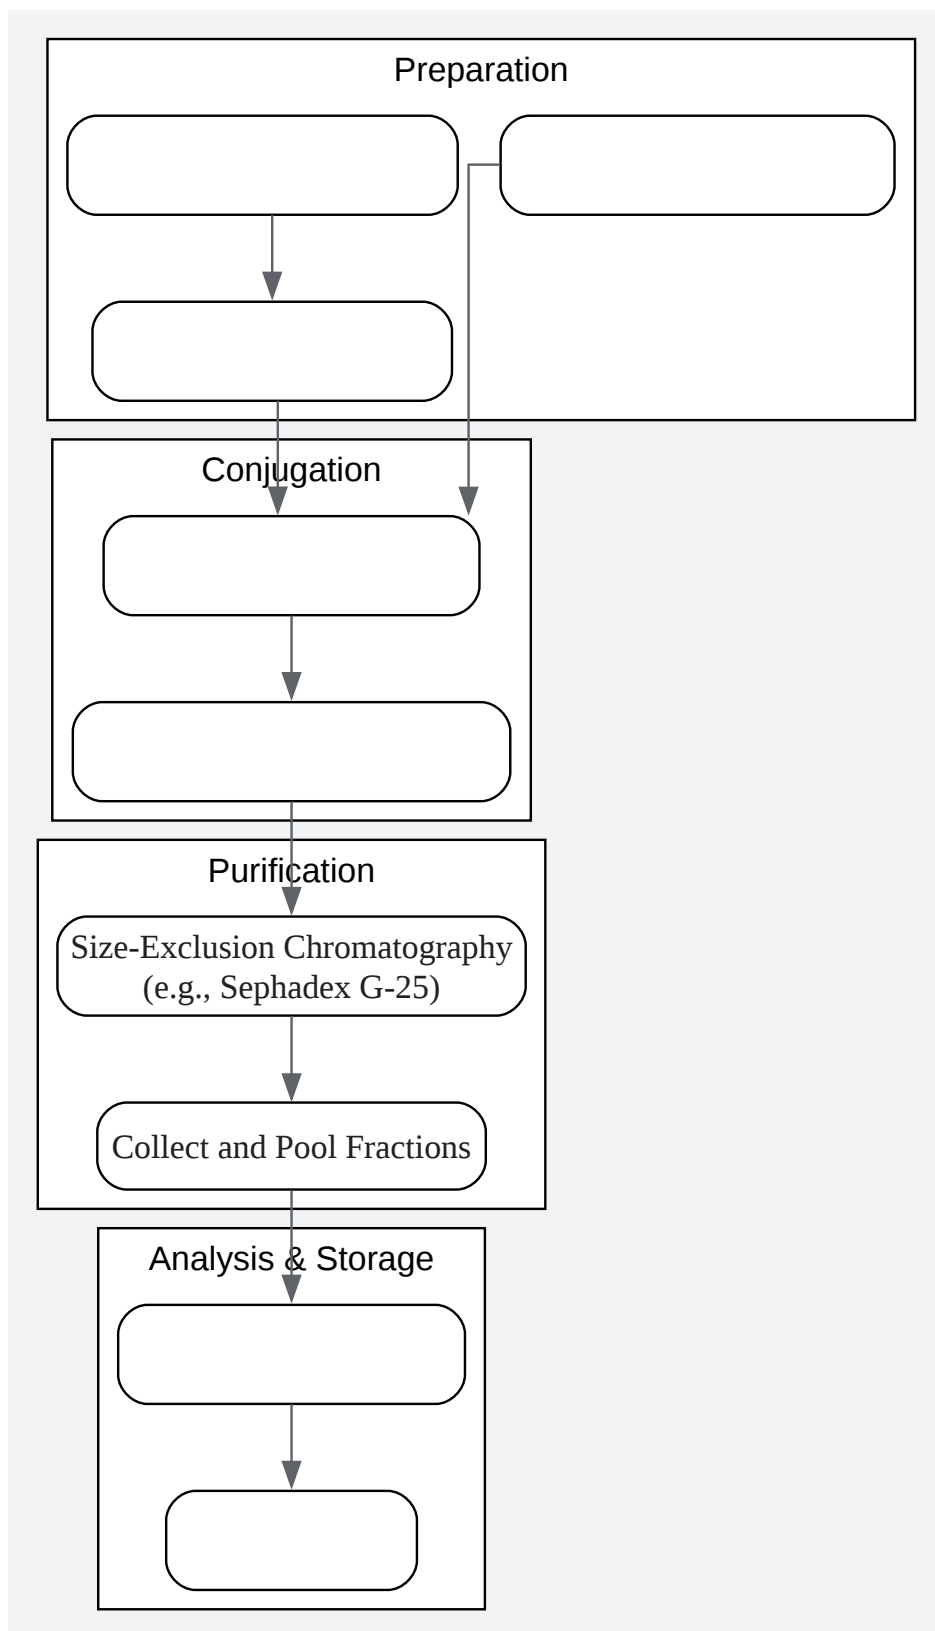 Preparation
Conjugation
Purification
Size-Exclusion Chromatography
(e.g., Sephadex G-25)
Collect and Pool Fractions
Analysis & Storage